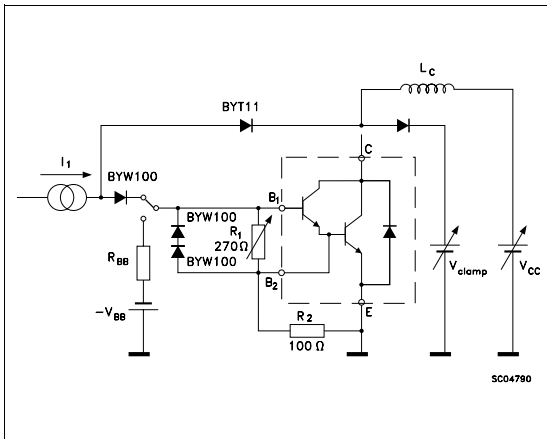 L_C
BYT11
I_1
BYW100
C
B_1
BYW100
R_1
270Ω
R_BB
BYW100
B_2
V_clamp
V_CC
-V_BB
E
R_2
100 Ω
SC04790